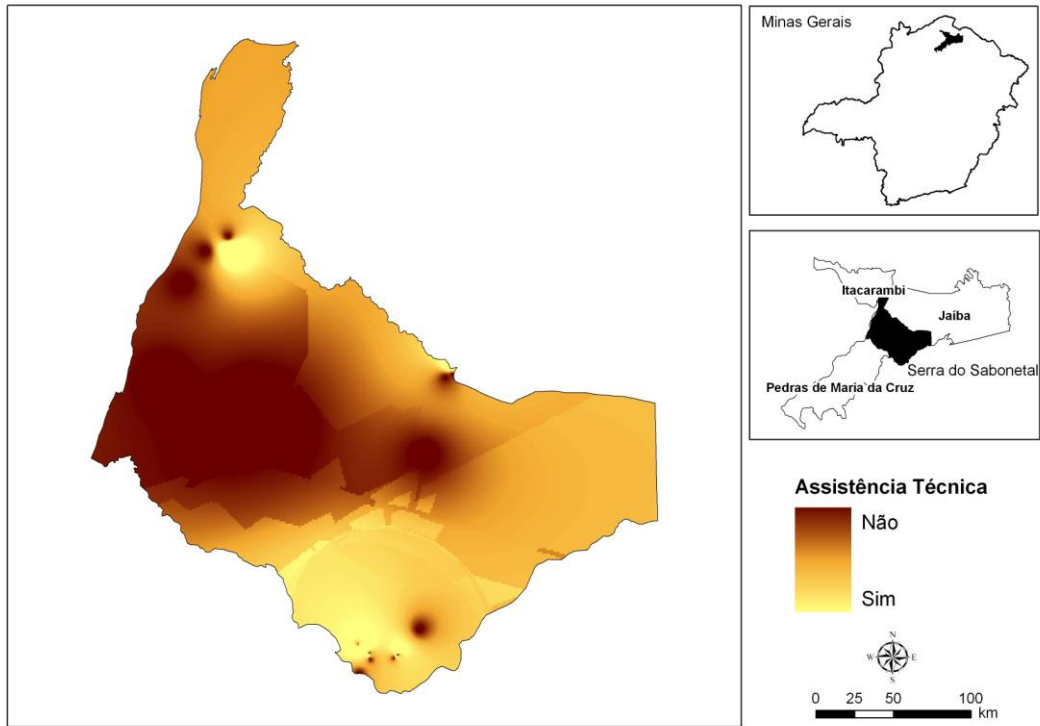 Minas Gerais
Itacarambi
Jaíba
Serra do Sabonetal
Pedras de Maria da Cruz
Assistência Técnica
Não
Sim
N
W E
S
0 25 50 100
km